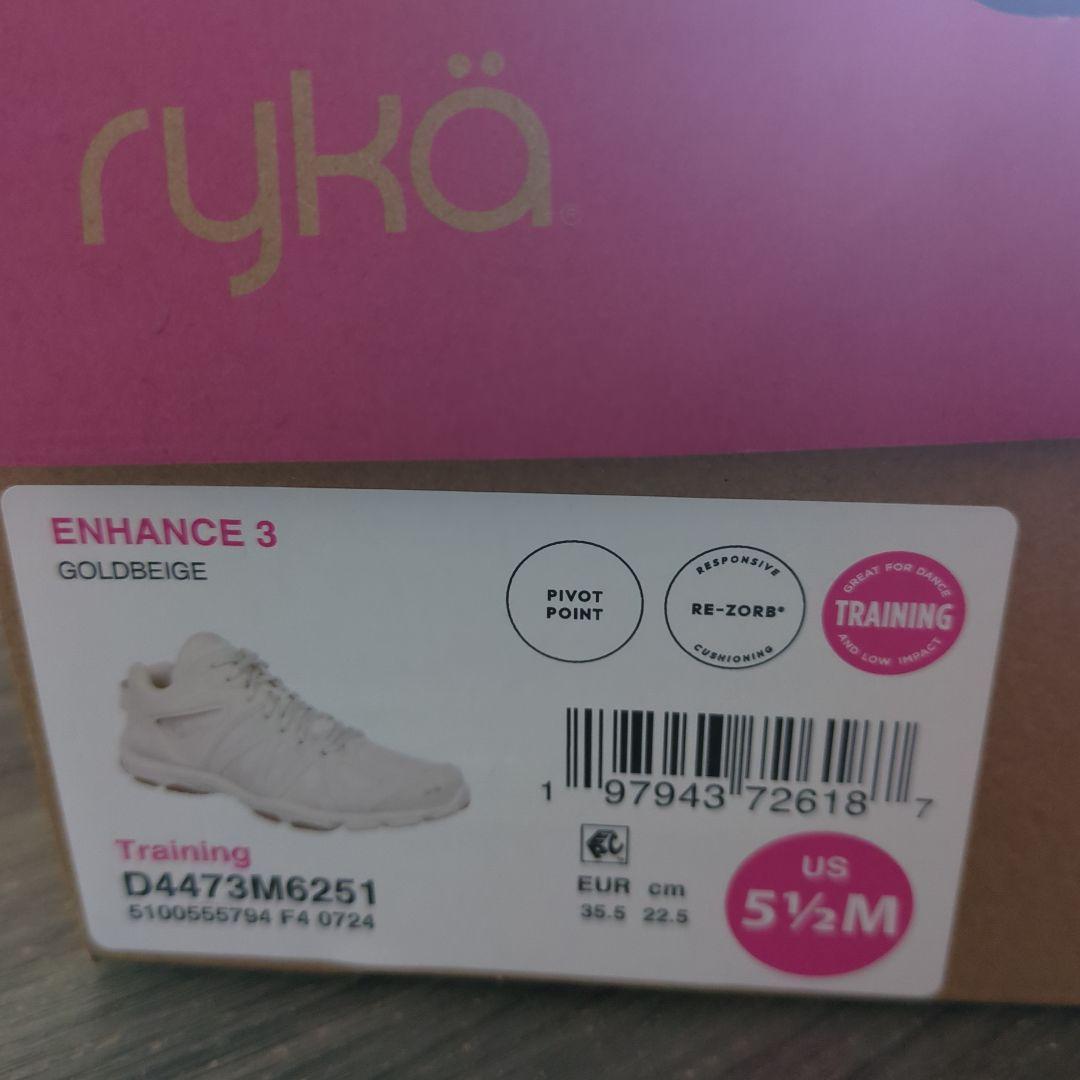 rykä®
ENHANCE 3
GOLDBEIGE
PIVOT
POINT
RESPONSIVE
RE-ZORB®
CUSHIONING
GREAT FOR DANCE
TRAINING
AND LOW IMPACT
1 97943 72618 7
Training
D4473M6251
5100555794 F4 0724
EUR cm
35.5 22.5
US
5½M